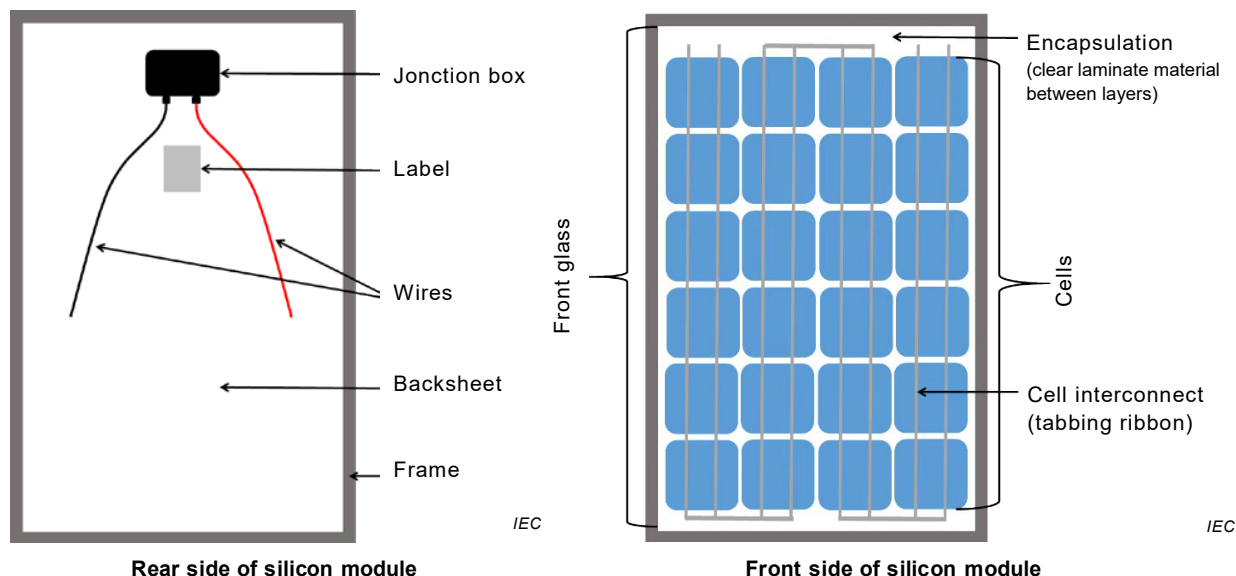 Jonction box
Label
Wires
Backsheet
Frame
IEC
Rear side of silicon module
Front glass
Encapsulation
(clear laminate material
between layers)
Cells
Cell interconnect
(tabbing ribbon)
IEC
Front side of silicon module